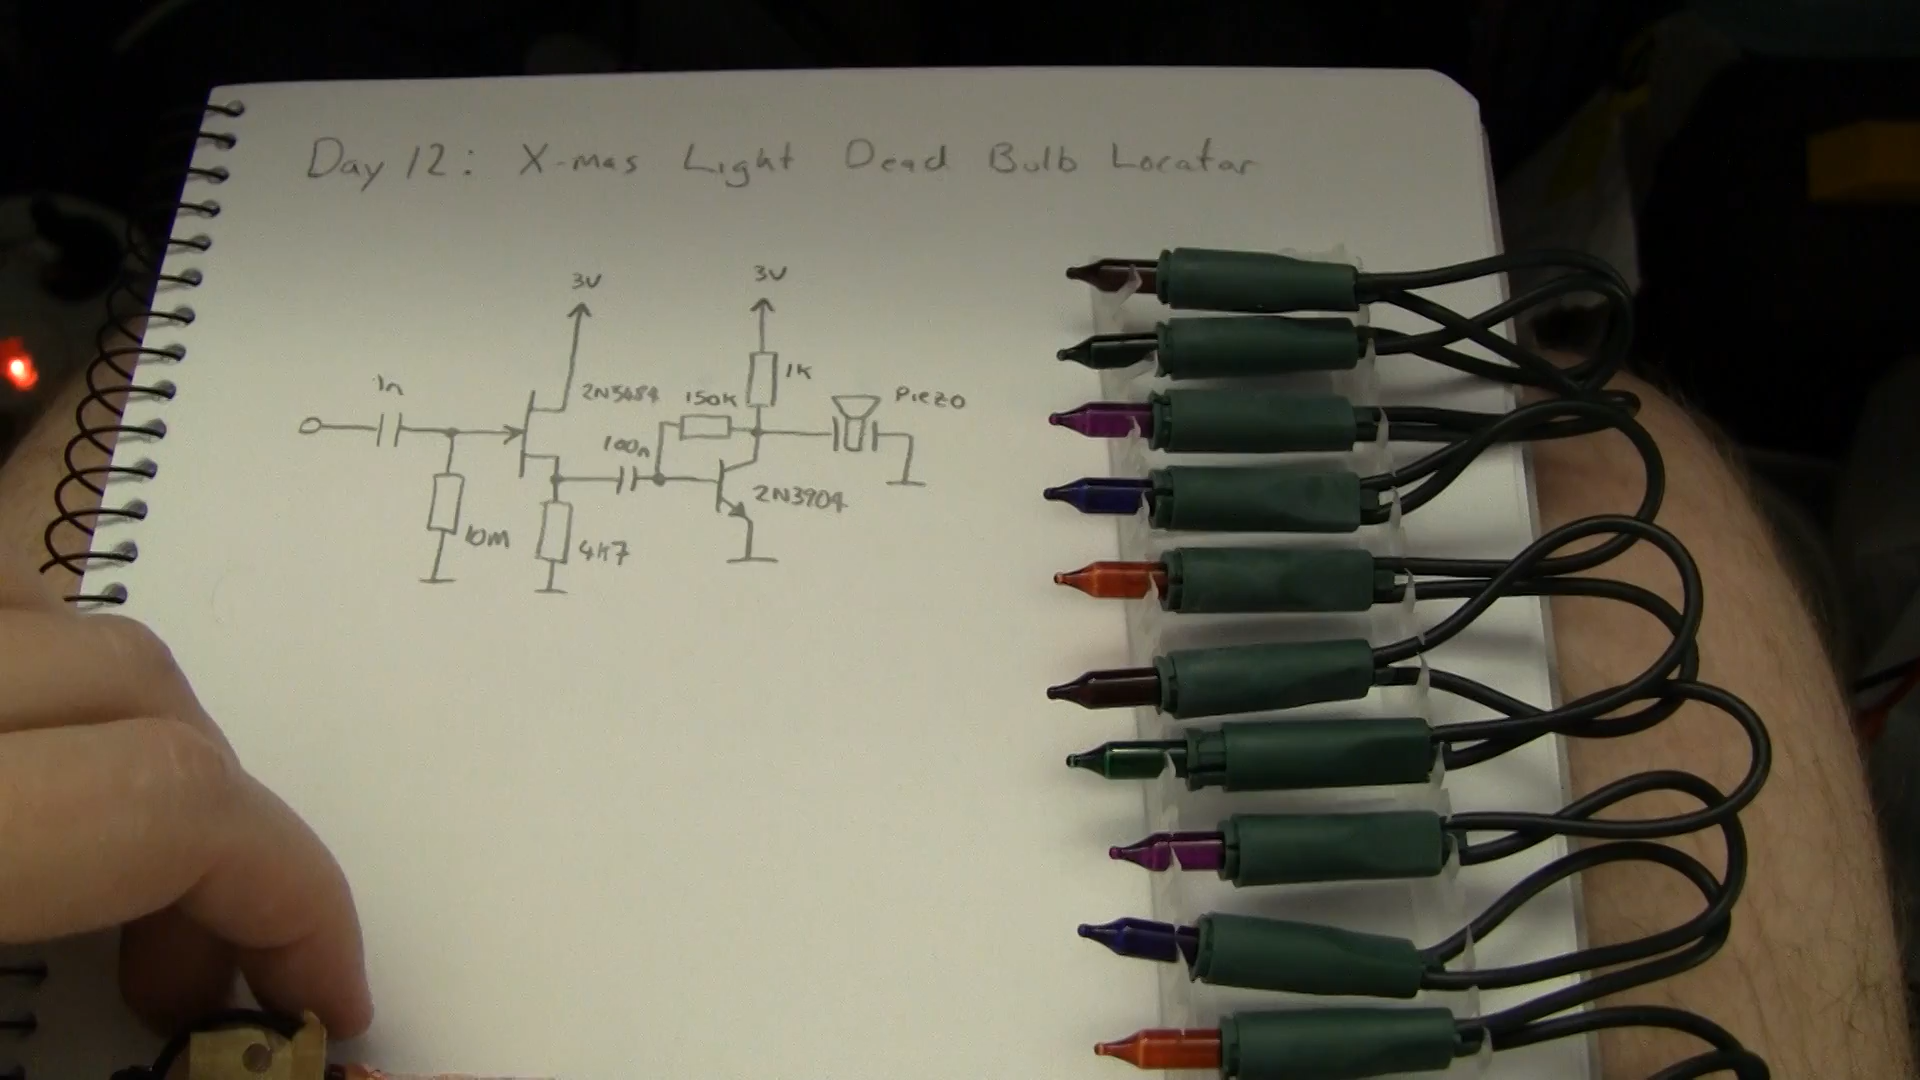 Day 12: X-mas Light Dead Bulb Locator
3V
3V
1n
2N5484
150K
1K
Piezo
100n
2N3904
10M
4K7